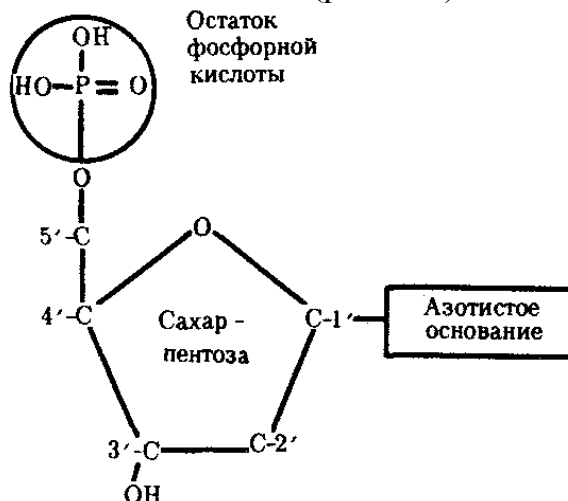 Остаток
фосфорной
кислоты
OH
HO-P=O
O
5′-C
O
4′-C
Сахар -
пентоза
C-1′
Азотистое
основание
3′-C
C-2′
OH